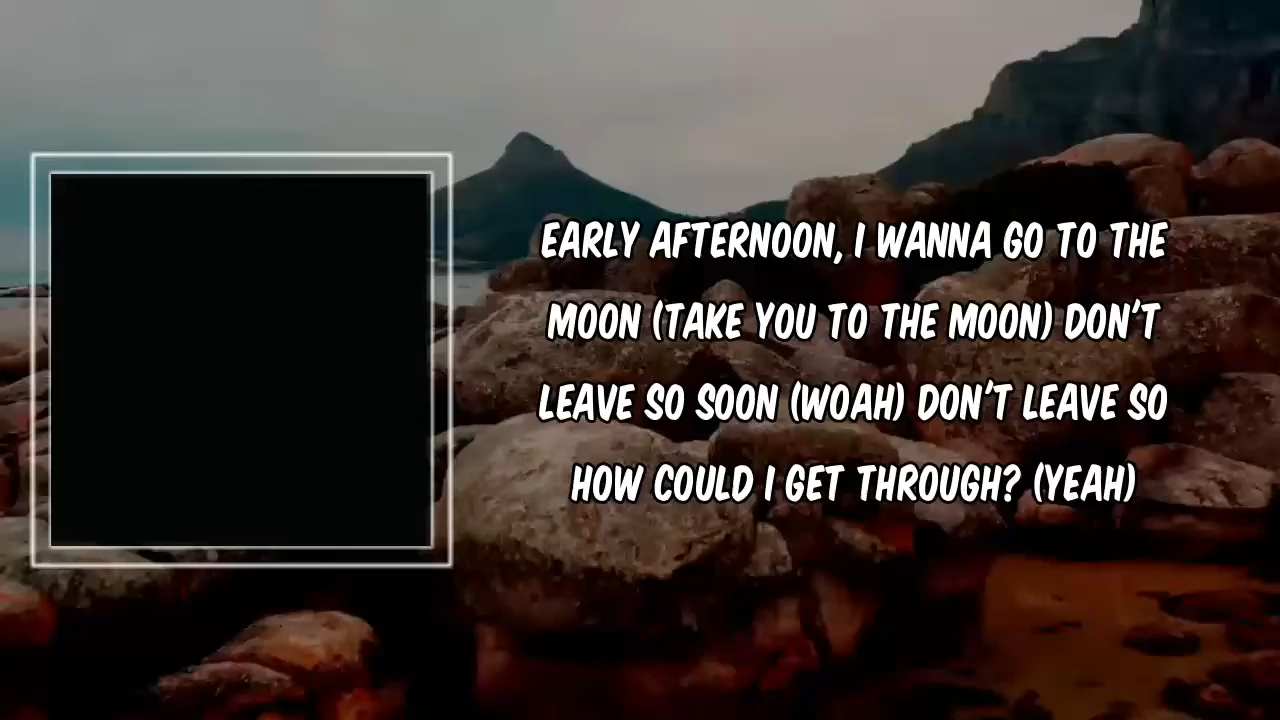 EARLY AFTERNOON, I WANNA GO TO THE
MOON (TAKE YOU TO THE MOON) DON'T
LEAVE SO SOON (WOAH) DON'T LEAVE SO
HOW COULD I GET THROUGH? (YEAH)